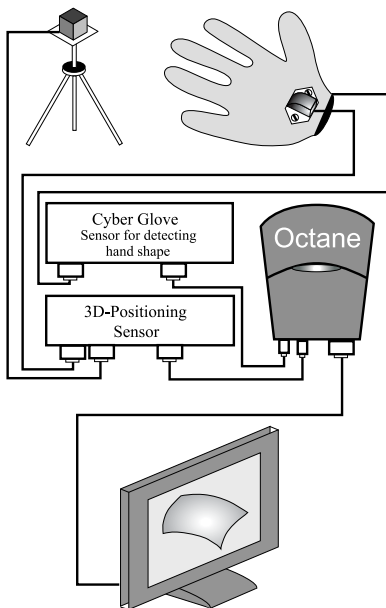 Cyber Glove
Sensor for detecting
hand shape
Octane
3D-Positioning
Sensor